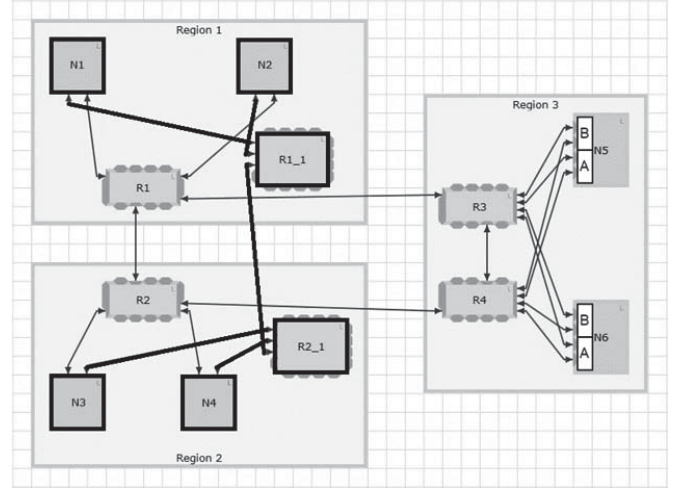 Region 1
N1
N2
R1_1
R1
Region 3
B
N5
A
R3
R2
R4
R2_1
B
N6
A
N3
N4
Region 2